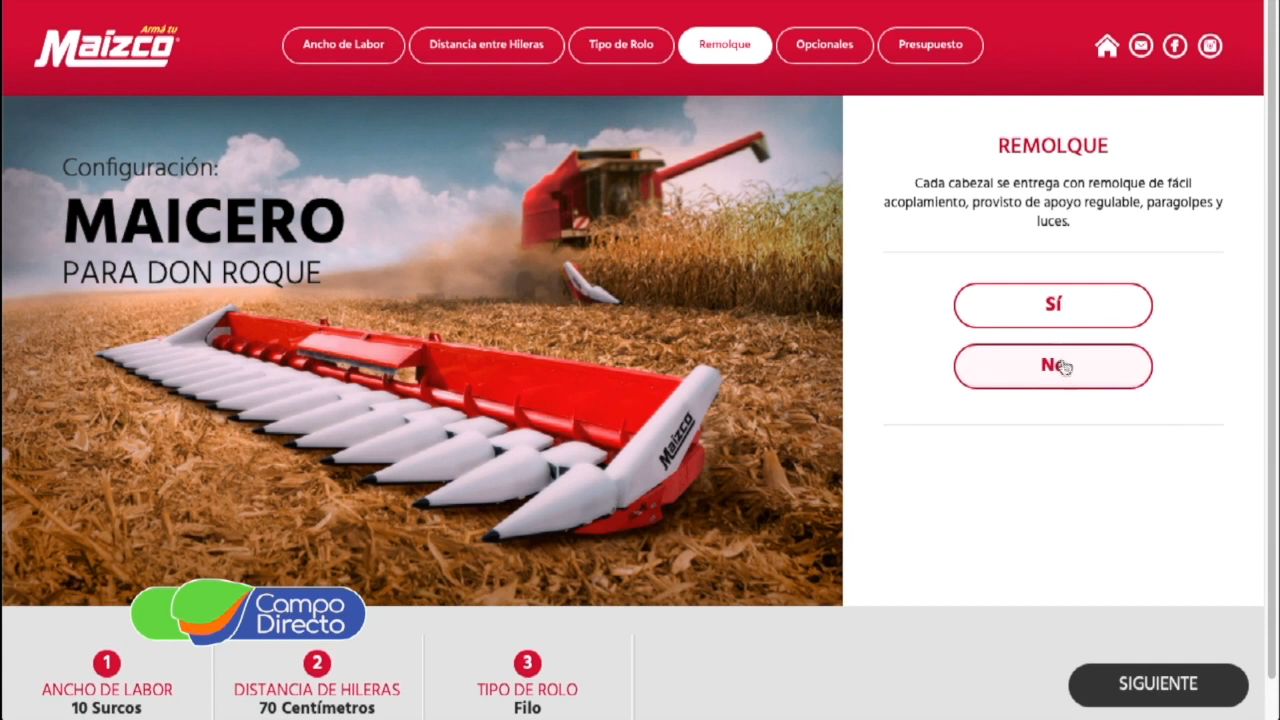 Armá tu
Maizco
Ancho de Labor
Distancia entre Hileras
Tipo de Rolo
Remolque
Opcionales
Presupuesto
Configuración:
MAICERO
PARA DON ROQUE
Maizco
REMOLQUE
Cada cabezal se entrega con remolque de fácil
acoplamiento, provisto de apoyo regulable, paragolpes y
luces.
Sí
No
Campo
Directo
1
ANCHO DE LABOR
10 Surcos
2
DISTANCIA DE HILERAS
70 Centímetros
3
TIPO DE ROLO
Filo
SIGUIENTE